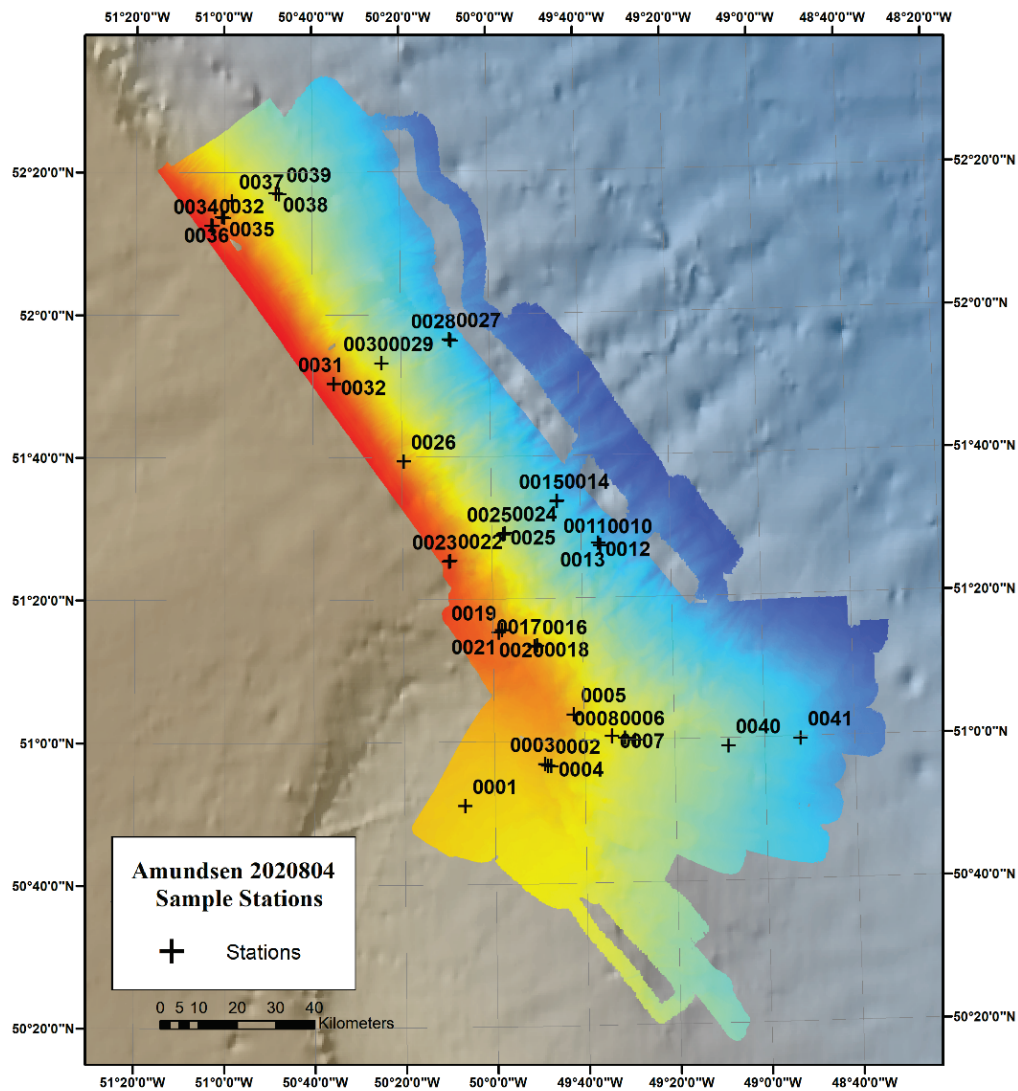 51°20'0"W 51°0'0"W 50°40'0"W 50°20'0"W 50°0'0"W 49°40'0"W 49°20'0"W 49°0'0"W 48°40'0"W 48°20'0"W
52°20'0"N 52°20'0"N
0037 0039
00340032 0038
0036 0035
52°0'0"N 52°0'0"N
00280027
00300029
0031
0032
51°40'0"N 51°40'0"N
0026
00150014
00250024 00110010
00230022 0025 0013 0012
51°20'0"N 51°20'0"N
0019 00170016
0021 00200018
0005
00080006
51°0'0"N 0007 0040 0041 51°0'0"N
00030002
0004
0001
50°40'0"N 50°40'0"N
Amundsen 2020804
Sample Stations
Stations
0 5 10 20 30 40
Kilometers
50°20'0"N 50°20'0"N
51°20'0"W 51°0'0"W 50°40'0"W 50°20'0"W 50°0'0"W 49°40'0"W 49°20'0"W 49°0'0"W 48°40'0"W